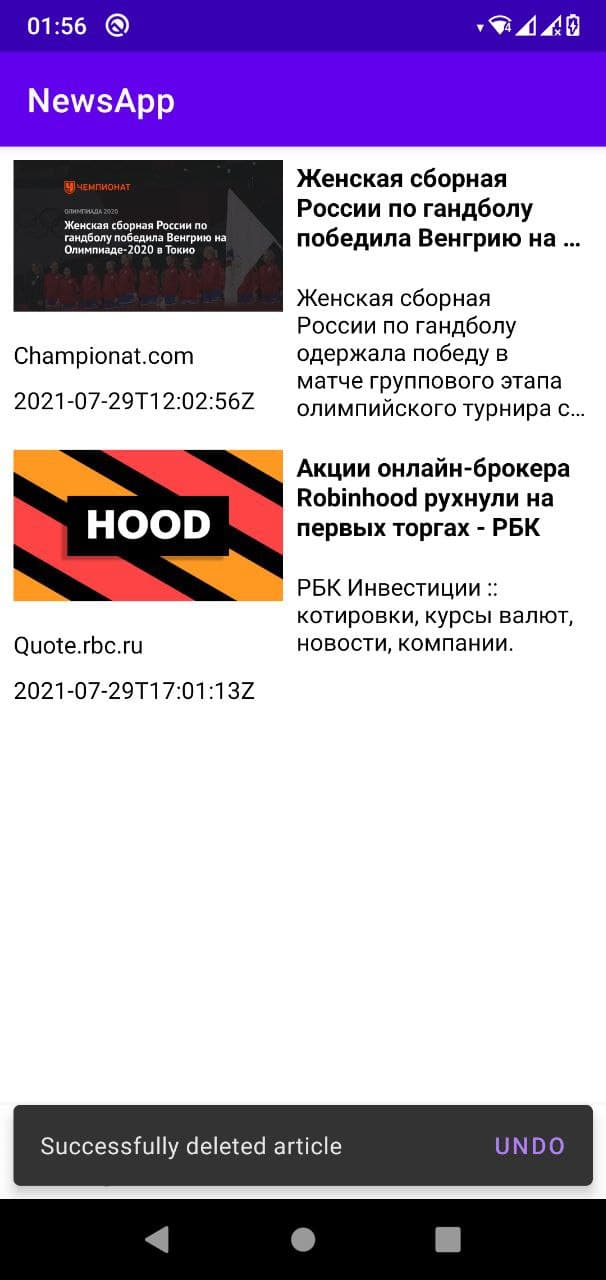 01:56
NewsApp
ЧЕМПИОНАТ
ОЛИМПИАДА 2020
Женская сборная России по
гандболу победила Венгрию на
Олимпиаде-2020 в Токио
Championat.com
2021-07-29T12:02:56Z
Женская сборная
России по гандболу
победила Венгрию на ...
Женская сборная
России по гандболу
одержала победу в
матче группового этапа
олимпийского турнира с...
HOOD
Quote.rbc.ru
2021-07-29T17:01:13Z
Акции онлайн-брокера
Robinhood рухнули на
первых торгах - РБК
РБК Инвестиции ::
котировки, курсы валют,
новости, компании.
Successfully deleted article
UNDO